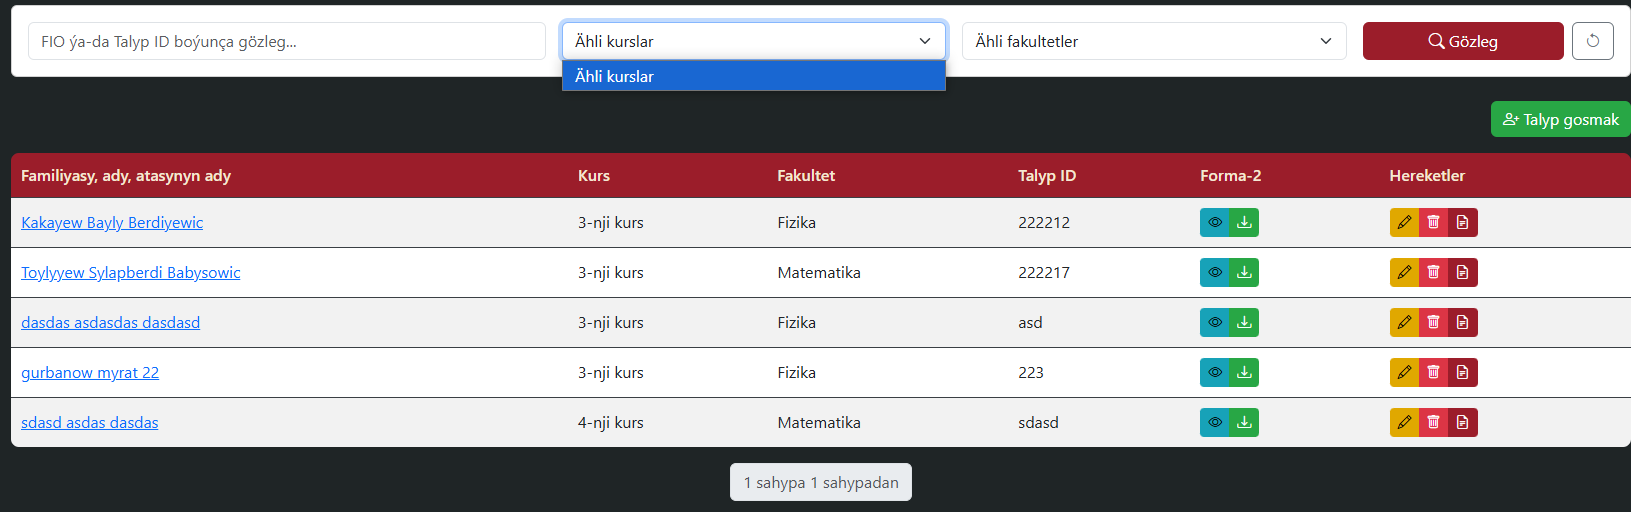 FIO ýa-da Talyp ID boýunça gözleg... Ähli kurslar Ähli fakultetler Gözleg
Ähli kurslar
Talyp gosmak
Familiyasy, ady, atasynyn ady Kurs Fakultet Talyp ID Forma-2 Hereketler
Kakayew Bayly Berdiyewic 3-nji kurs Fizika 222212
Toylyyew Sylapberdi Babysowic 3-nji kurs Matematika 222217
dasdas asdasdas dasdasd 3-nji kurs Fizika asd
gurbanow myrat 22 3-nji kurs Fizika 223
sdasd asdas dasdas 4-nji kurs Matematika sdasd
1 sahypa 1 sahypadan